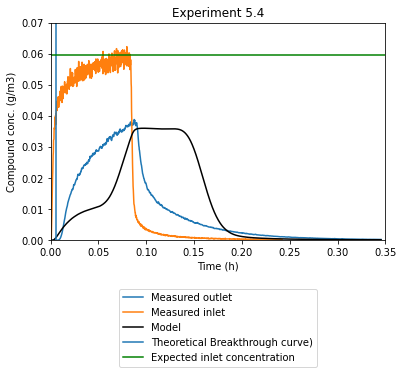 Experiment 5.4
Compound conc. (g/m3)
0.07
0.06
0.05
0.04
0.03
0.02
0.01
0.00
0.00 0.05 0.10 0.15 0.20 0.25 0.30 0.35
Time (h)
Measured outlet
Measured inlet
Model
Theoretical Breakthrough curve)
Expected inlet concentration